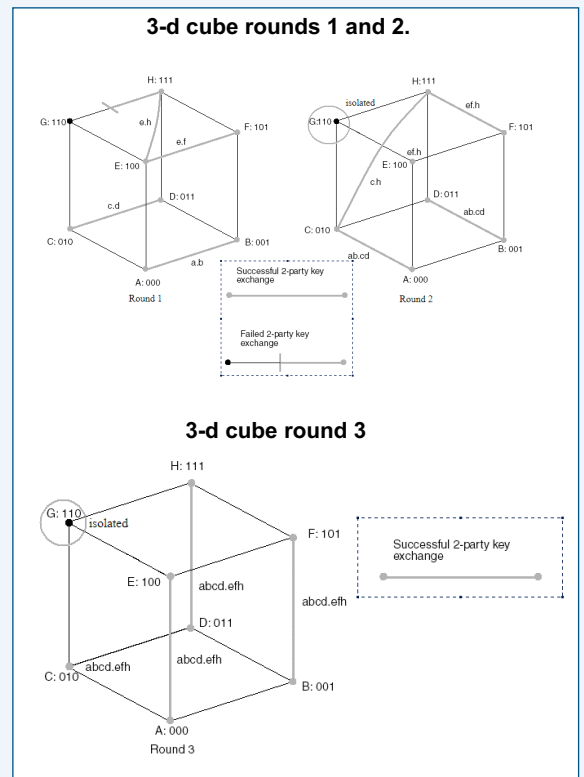 3-d cube rounds 1 and 2.
H: 111
G: 110
e.h
F: 101
e.f
E: 100
D: 011
c.d
C: 010
B: 001
a.b
A: 000
Round 1
H:111
isolated
ef.h
G:110
F: 101
ef.h
E: 100
c.h
D: 011
ab.cd
C: 010
B: 001
ab.cd
A: 000
Round 2
Successful 2-party key
exchange
Failed 2-party key
exchange
3-d cube round 3
H: 111
G: 110
isolated
F: 101
E: 100
abcd.efh
abcd.efh
D: 011
abcd.efh
abcd.efh
C: 010
B: 001
A: 000
Round 3
Successful 2-party key
exchange